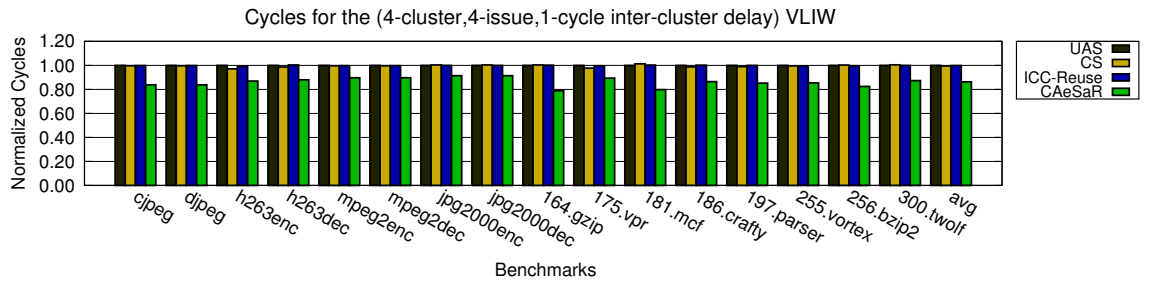 Cycles for the (4-cluster,4-issue,1-cycle inter-cluster delay) VLIW
Normalized Cycles
1.20
1.00
0.80
0.60
0.40
0.20
0.00
cjpeg
djpeg
h263enc
h263dec
mpeg2enc
mpeg2dec
jpg2000enc
jpg2000dec
164.gzip
175.vpr
181.mcf
186.crafty
197.parser
255.vortex
256.bzip2
300.twolf
avg
Benchmarks
UAS
CS
ICC-Reuse
CAeSaR